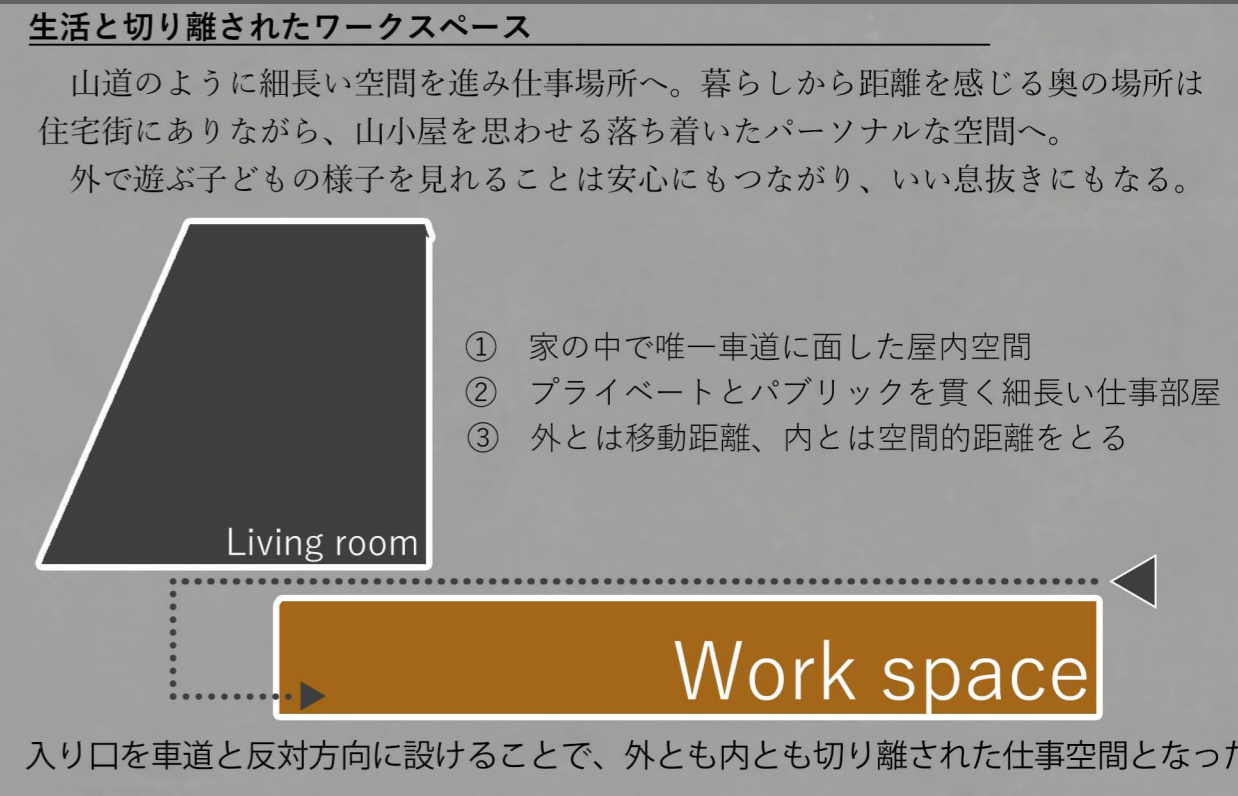 生活と切り離されたワークスペース
山道のように細長い空間を進み仕事場所へ。暮らしから距離を感じる奥の場所は
住宅街にありながら、山小屋を思わせる落ち着いたパーソナルな空間へ。
外で遊ぶ子どもの様子を見れることは安心にもつながり、いい息抜きにもなる。
① 家の中で唯一車道に面した屋内空間
② プライベートとパブリックを貫く細長い仕事部屋
③ 外とは移動距離、内とは空間的距離をとる
Living room
Work space
入り口を車道と反対方向に設けることで、外とも内とも切り離された仕事空間となった